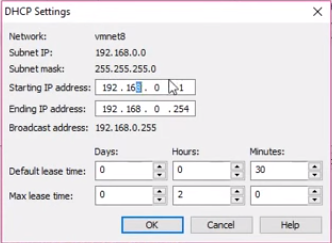 DHCP Settings
Network: vmnet8
Subnet IP: 192.168.0.0
Subnet mask: 255.255.255.0
Starting IP address: 192 . 168 . 0 . 1
Ending IP address: 192 . 168 . 0 . 254
Broadcast address: 192.168.0.255
Days: Hours: Minutes:
Default lease time: 0 0 30
Max lease time: 0 2 0
OK Cancel Help